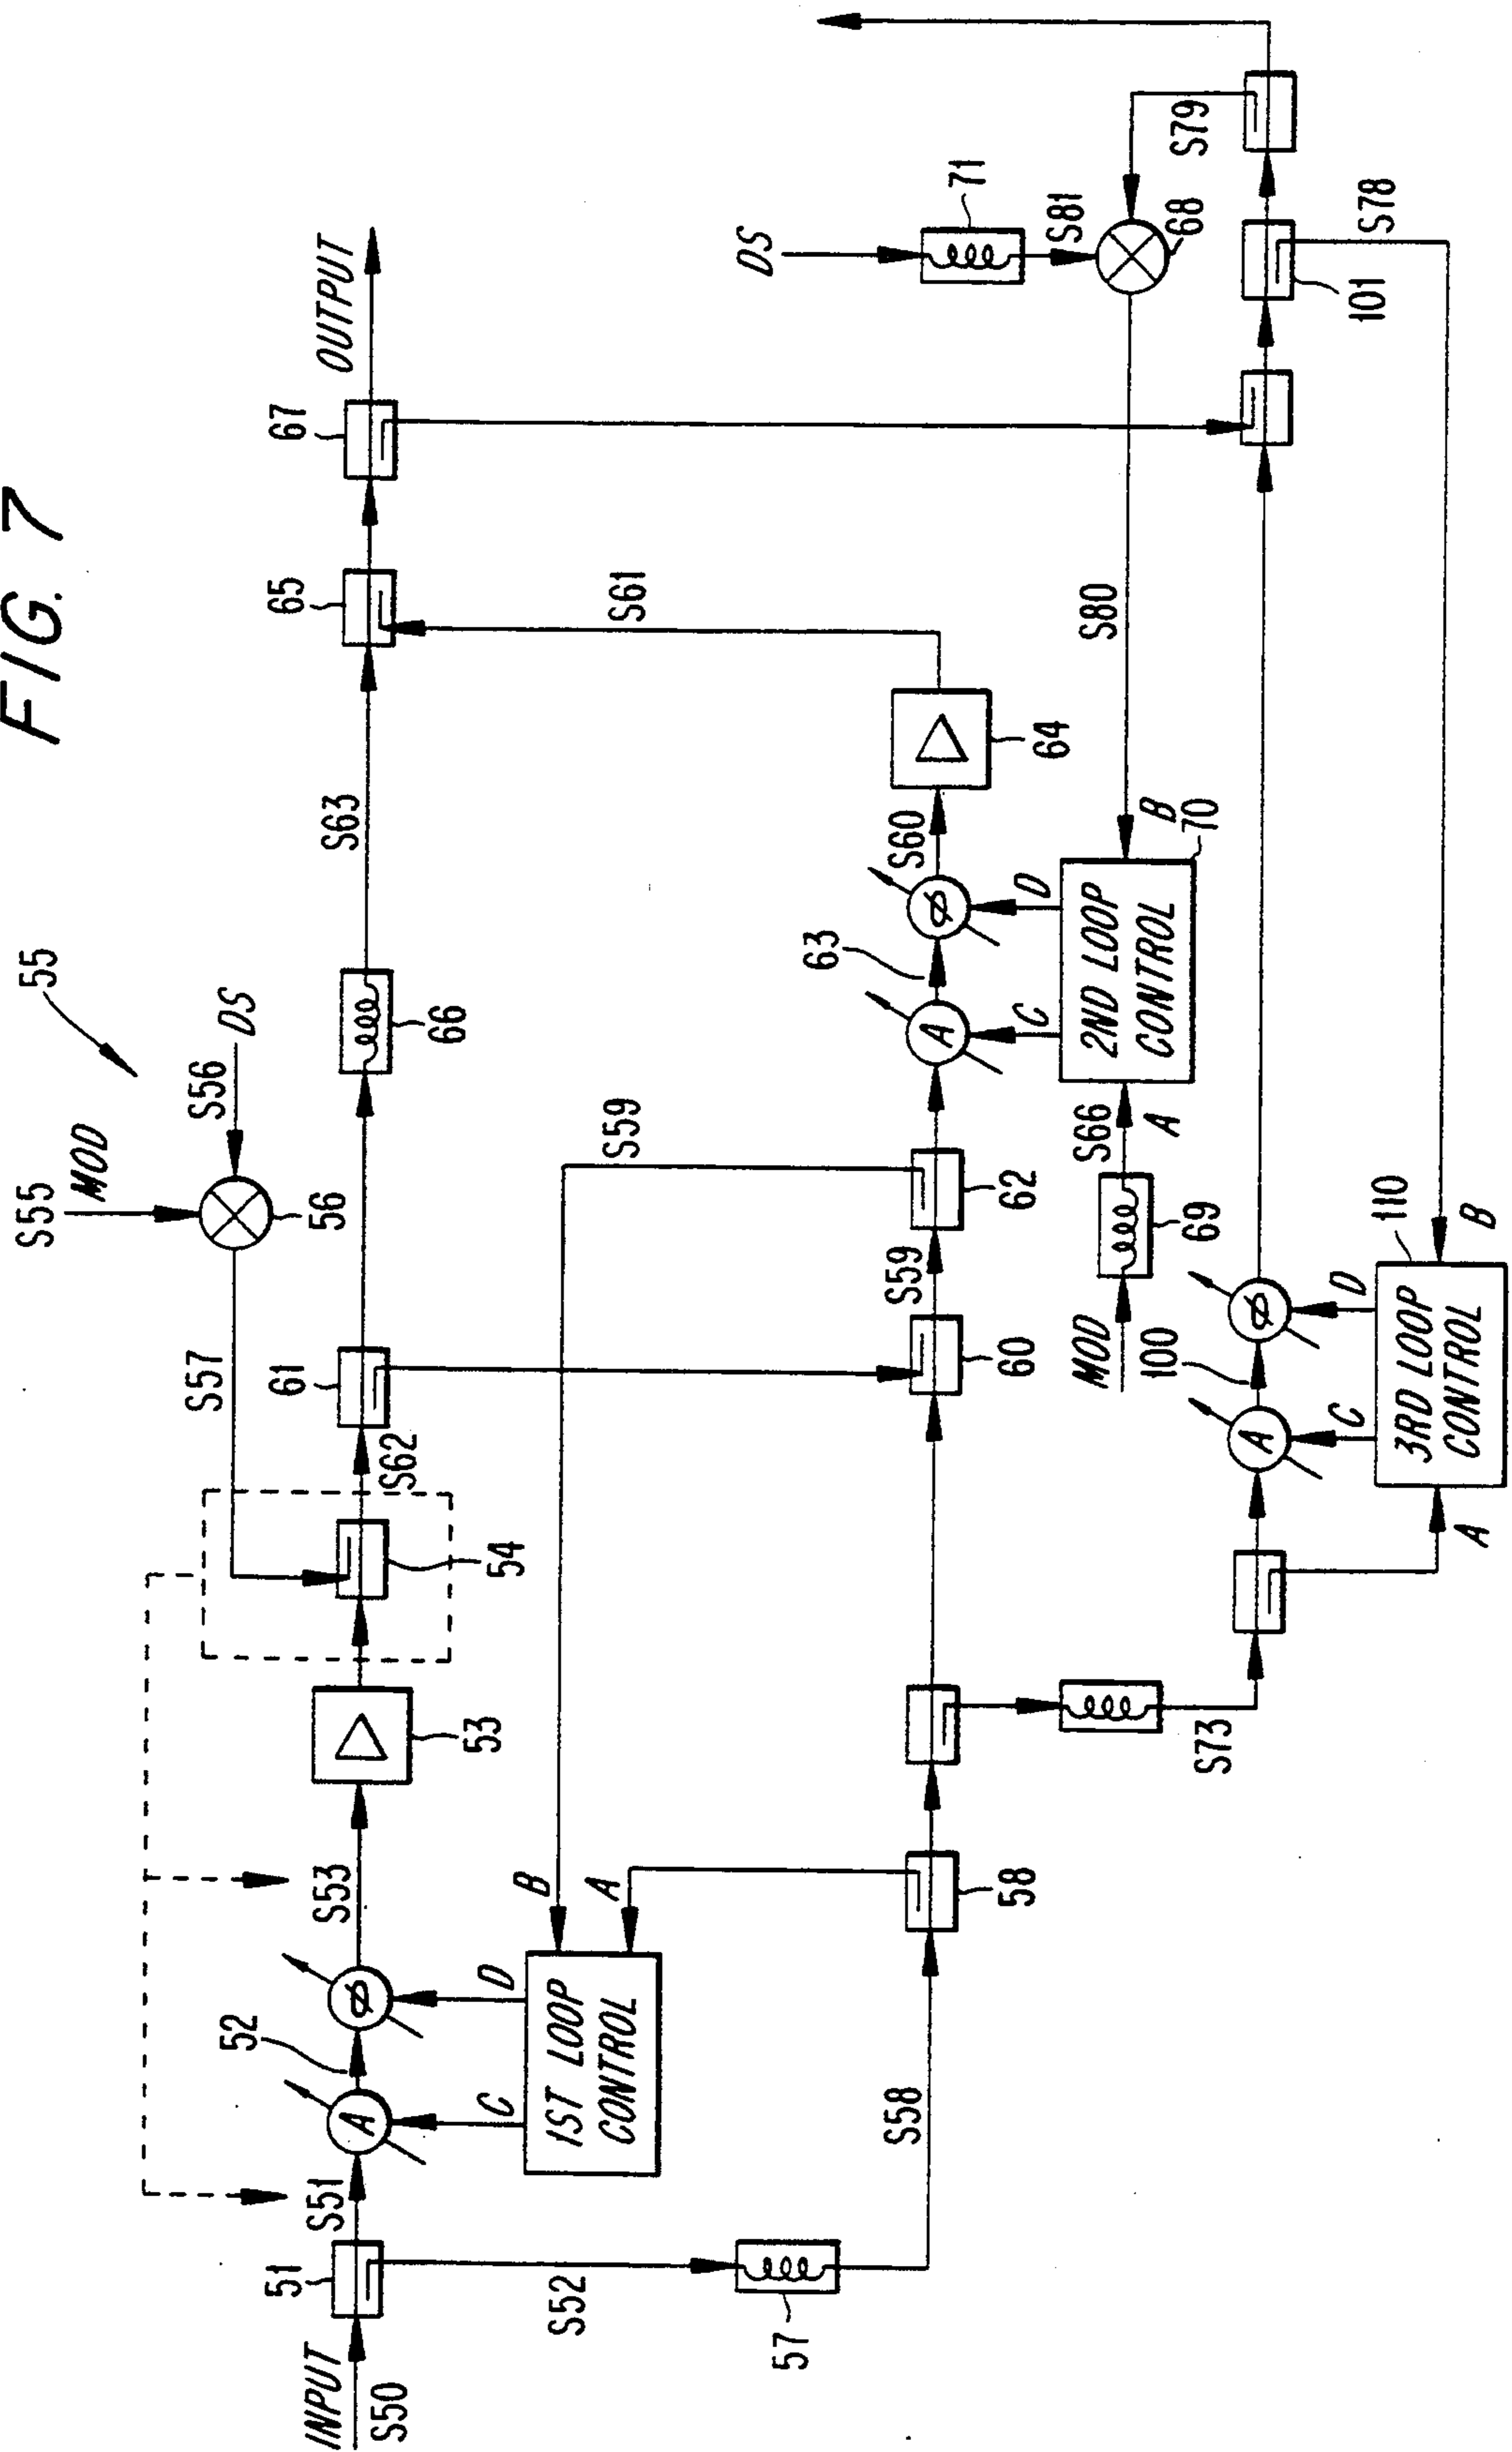 FIG. 7
55
S55
MOD
S56
DS
56
S57
INPUT
S50
51
S51
52
S53
53
54
S62
61
66
S63
65
67
OUTPUT
1ST LOOP
CONTROL
A
B
C
D
A
Ø
S52
57
S58
58
60
S59
62
S59
A
63
Ø
S60
64
S61
DS
71
S81
68
S79
S80
2ND LOOP
CONTROL
70
A
B
C
D
MOD
69
S66
S73
A
100
Ø
3RD LOOP
CONTROL
110
A
B
C
D
101
S78